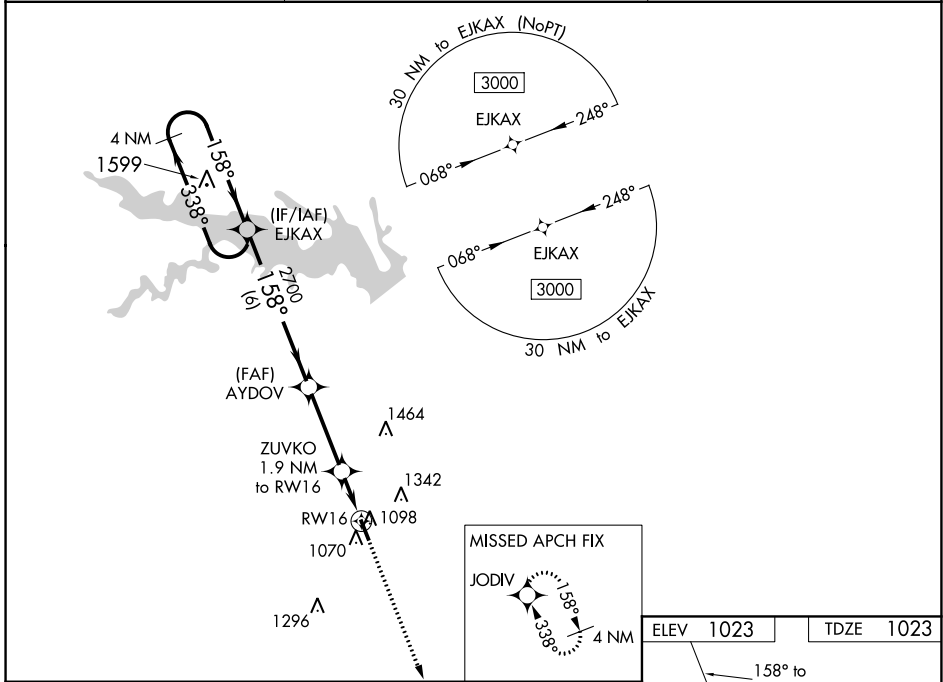 30 NM to EJKAX (NoPT)
3000
EJKAX
248°
068°
4 NM
1599
158°
338°
(IF/IAF)
EJKAX
248°
068°
EJKAX
3000
30 NM to EJKAX
2700
158°
(6)
(FAF)
AYDOV
1464
ZUVKO
1.9 NM
to RW16
1342
RW16
1098
1070
1296
MISSED APCH FIX
JODIV
158°
338°
4 NM
ELEV 1023
TDZE 1023
158° to